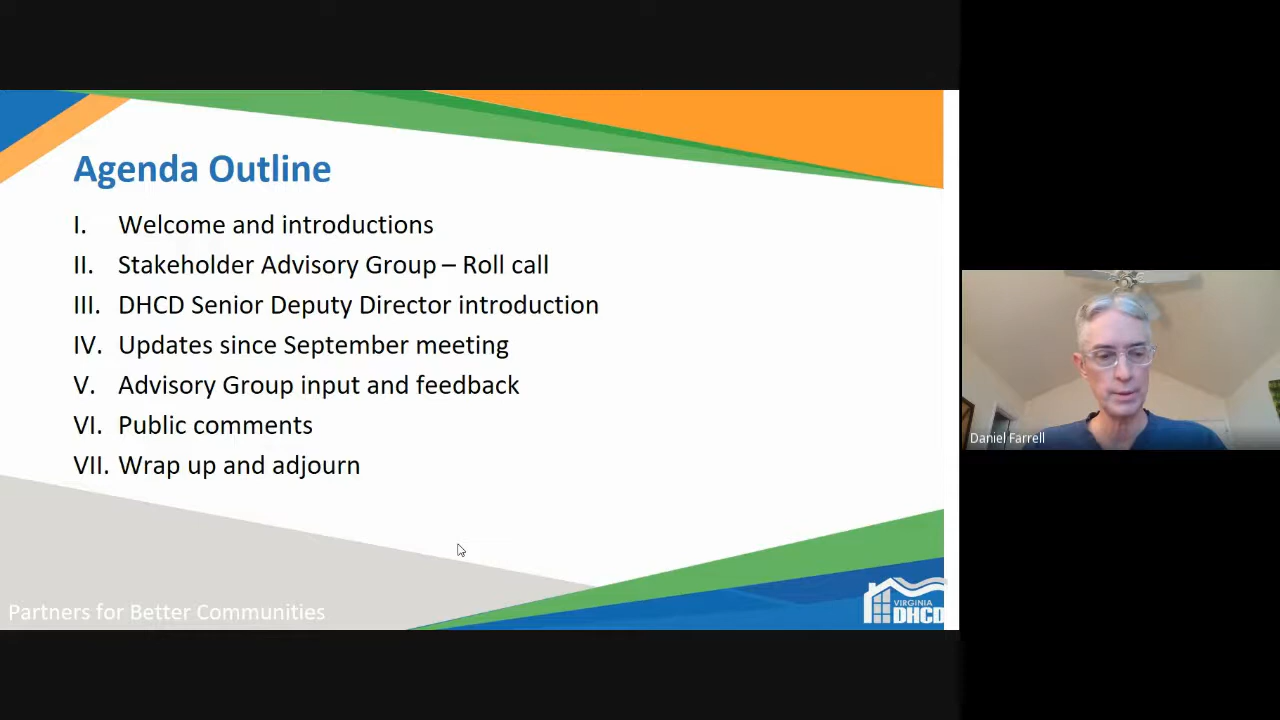 Agenda Outline
I. Welcome and introductions
II. Stakeholder Advisory Group – Roll call
III. DHCD Senior Deputy Director introduction
IV. Updates since September meeting
V. Advisory Group input and feedback
VI. Public comments
VII. Wrap up and adjourn
Partners for Better Communities
VIRGINIA
DHCD
Daniel Farrell